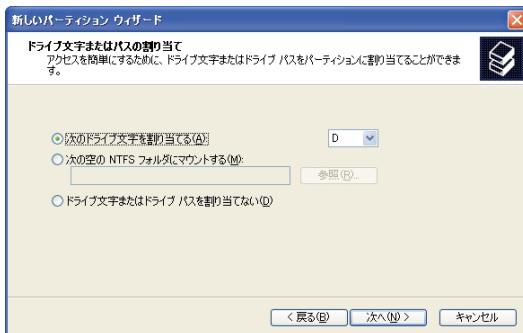 新しいパーティション ウィザード
ドライブ文字またはパスの割り当て
アクセスを簡単にするために、ドライブ文字またはドライブ パスをパーティションに割り当てることができま
す。
次のドライブ文字を割り当てる(A):
D
次の空の NTFS フォルダにマウントする(M):
参照(R)...
ドライブ文字またはドライブ パスを割り当てない(D)
< 戻る(B)
次へ(N) >
キャンセル